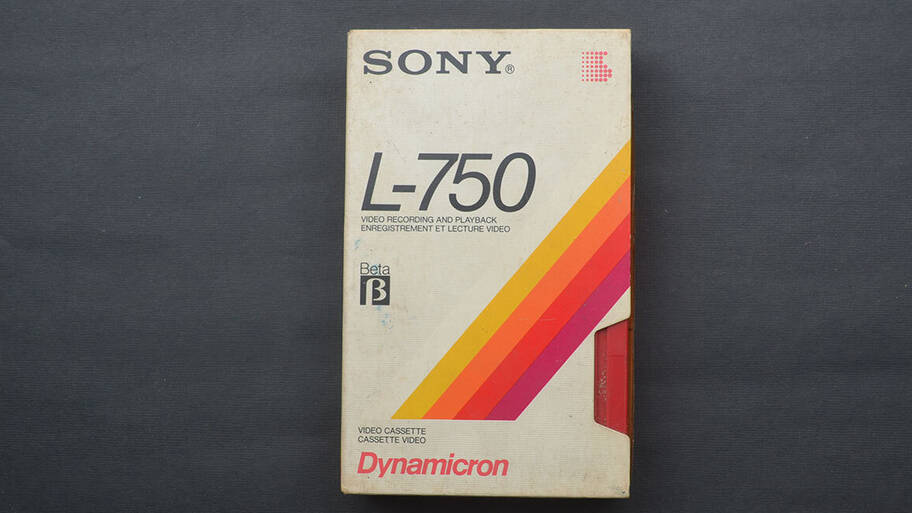 SONY®
L-750
VIDEO RECORDING AND PLAYBACK
ENREGISTREMENT ET LECTURE VIDEO
Beta
β
VIDEO CASSETTE
CASSETTE VIDEO
Dynamicron